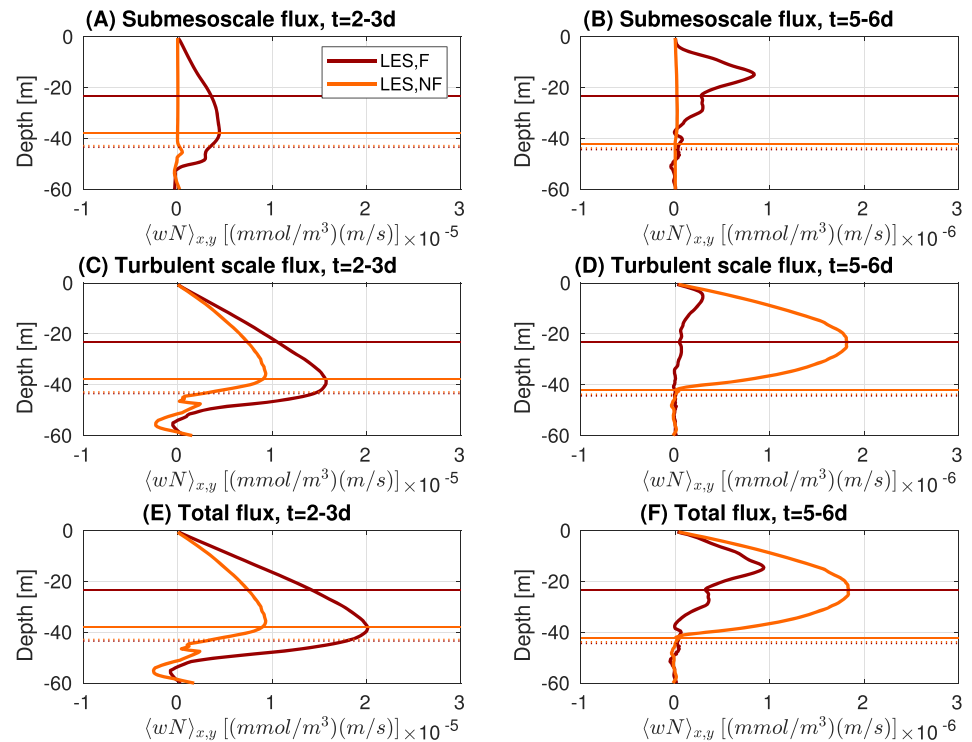 (A) Submesoscale flux, t=2-3d
(B) Submesoscale flux, t=5-6d
0
-20
-40
-60
Depth [m]
LES,F
LES,NF
-1 0 1 2 3
⟨wN⟩x,y [(mmol/m³)(m/s)] ×10⁻⁵
0
-20
-40
-60
Depth [m]
-1 0 1 2 3
⟨wN⟩x,y [(mmol/m³)(m/s)] ×10⁻⁶
(C) Turbulent scale flux, t=2-3d
(D) Turbulent scale flux, t=5-6d
0
-20
-40
-60
Depth [m]
-1 0 1 2 3
⟨wN⟩x,y [(mmol/m³)(m/s)] ×10⁻⁵
0
-20
-40
-60
Depth [m]
-1 0 1 2 3
⟨wN⟩x,y [(mmol/m³)(m/s)] ×10⁻⁶
(E) Total flux, t=2-3d
(F) Total flux, t=5-6d
0
-20
-40
-60
Depth [m]
-1 0 1 2 3
⟨wN⟩x,y [(mmol/m³)(m/s)] ×10⁻⁵
0
-20
-40
-60
Depth [m]
-1 0 1 2 3
⟨wN⟩x,y [(mmol/m³)(m/s)] ×10⁻⁶